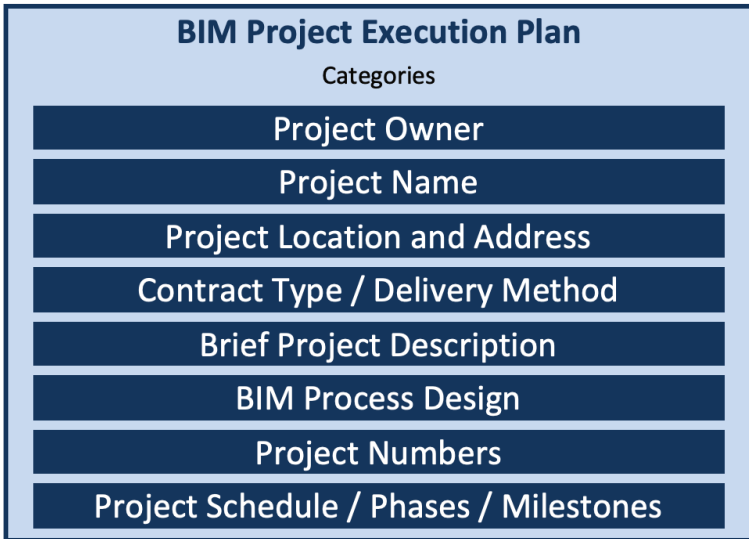 BIM Project Execution Plan
Categories
Project Owner
Project Name
Project Location and Address
Contract Type / Delivery Method
Brief Project Description
BIM Process Design
Project Numbers
Project Schedule / Phases / Milestones